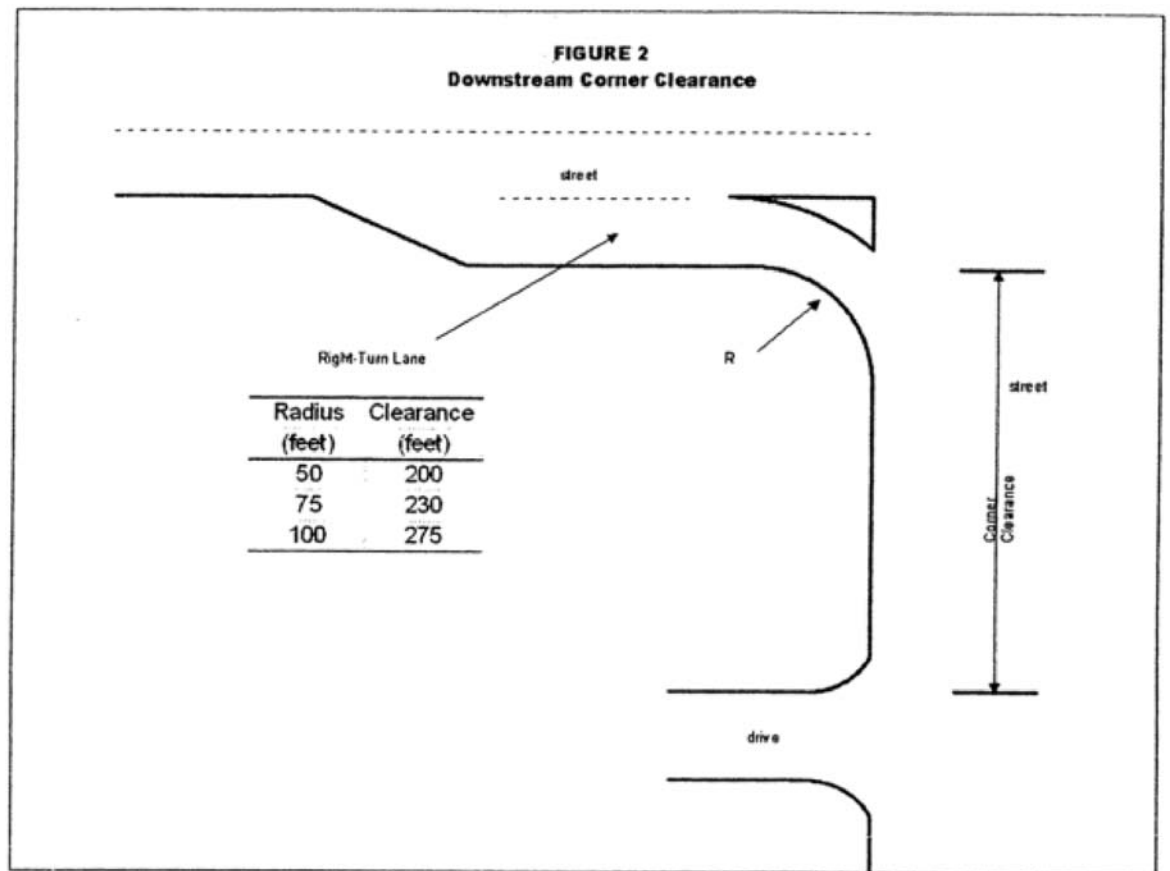 FIGURE 2
Downstream Corner Clearance
street
Right-Turn Lane
R
street
Radius Clearance
(feet) (feet)
50 200
75 230
100 275
Corner
Clearance
drive